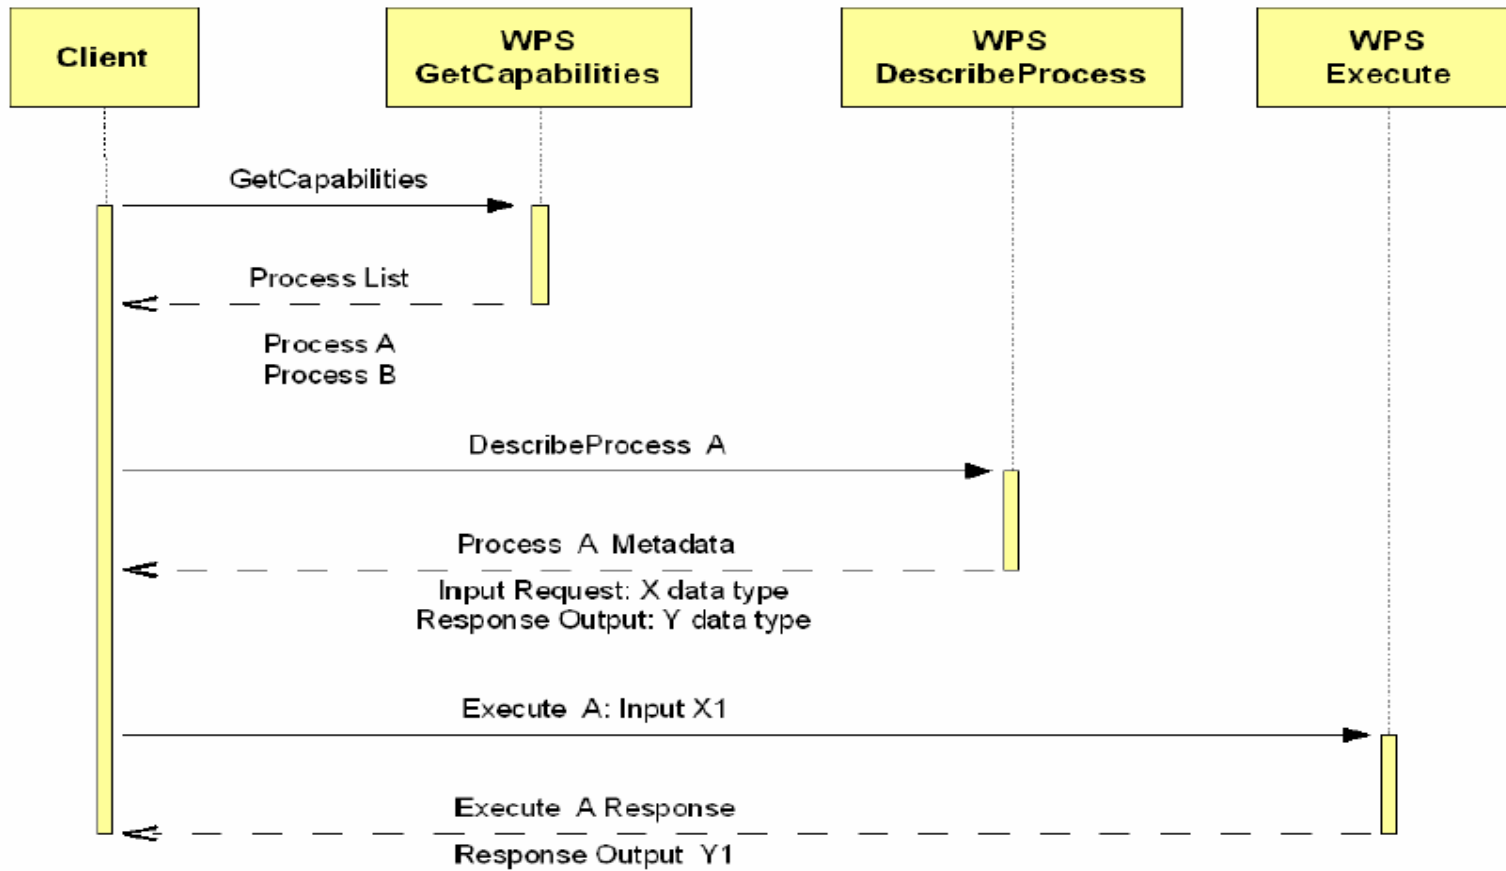 Client
WPS
GetCapabilities
WPS
DescribeProcess
WPS
Execute
GetCapabilities
Process List
Process A
Process B
DescribeProcess A
Process A Metadata
Input Request: X data type
Response Output: Y data type
Execute A: Input X1
Execute A Response
Response Output Y1